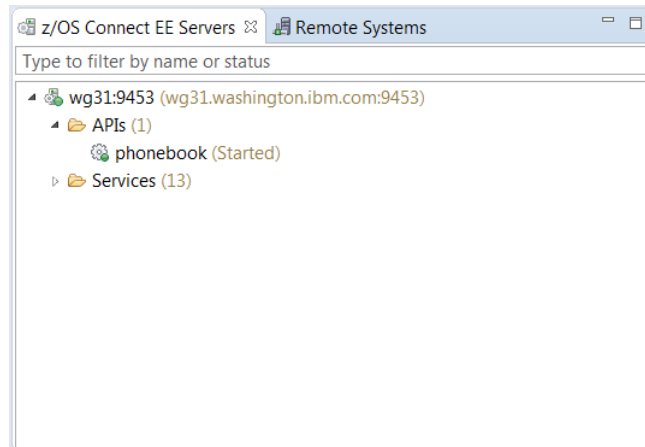 z/OS Connect EE Servers Remote Systems
Type to filter by name or status
wg31:9453 (wg31.washington.ibm.com:9453)
APIs (1)
phonebook (Started)
Services (13)